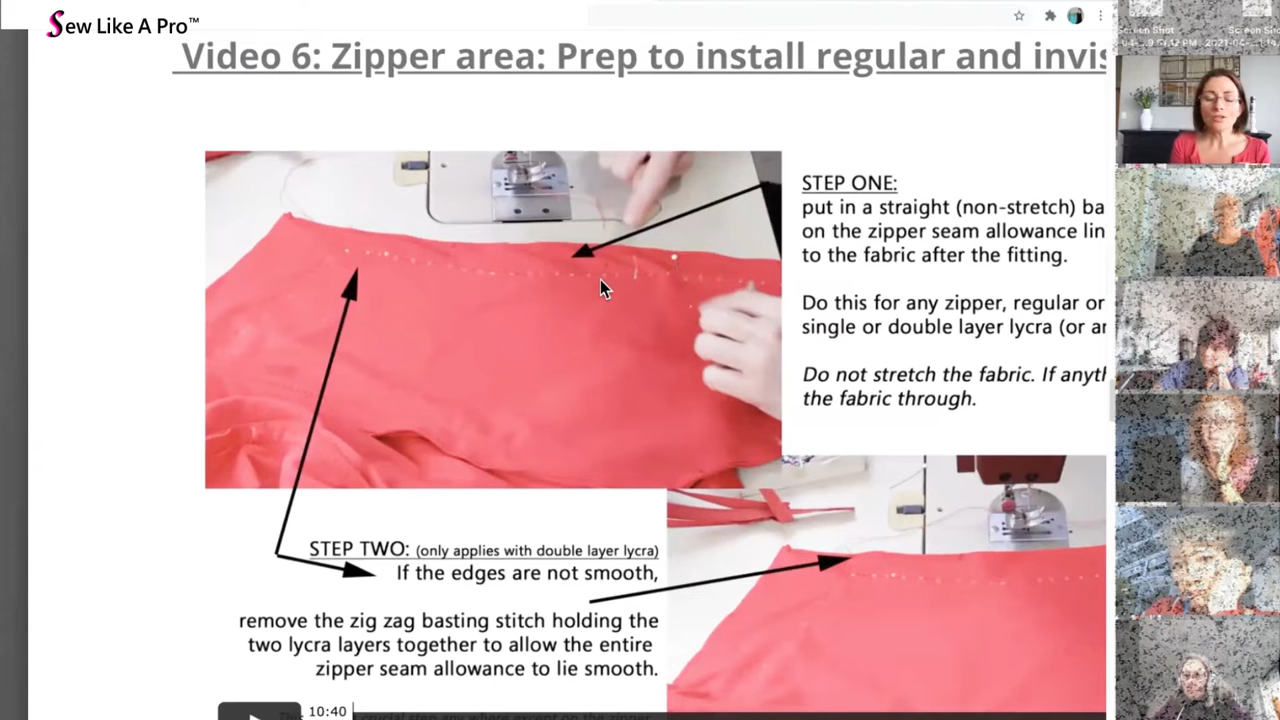 Sew Like A Pro™
Video 6: Zipper area: Prep to install regular and invis
STEP ONE:
put in a straight (non-stretch) ba
on the zipper seam allowance lin
to the fabric after the fitting.
Do this for any zipper, regular or
single or double layer lycra (or ar
Do not stretch the fabric. If anyth
the fabric through.
STEP TWO: (only applies with double layer lycra)
If the edges are not smooth,
remove the zig zag basting stitch holding the
two lycra layers together to allow the entire
zipper seam allowance to lie smooth.
10:40